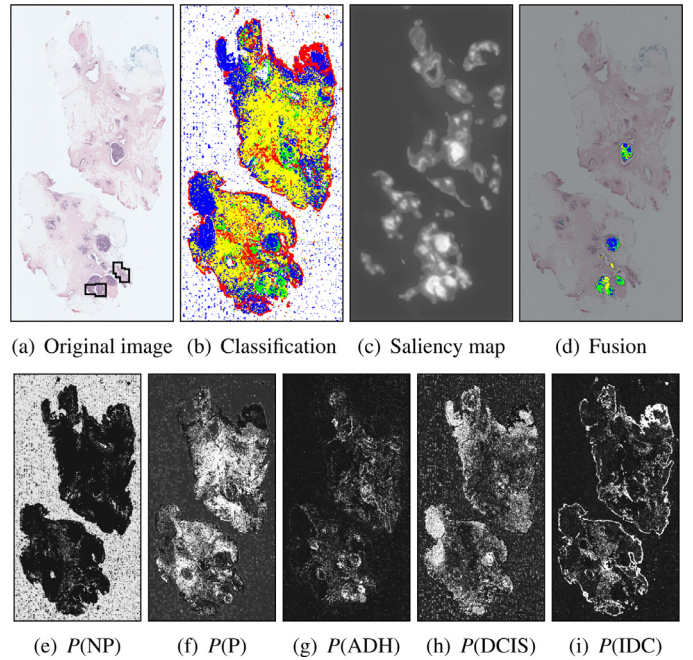 (a) Original image (b) Classification (c) Saliency map (d) Fusion
(e) P(NP) (f) P(P) (g) P(ADH) (h) P(DCIS) (i) P(IDC)